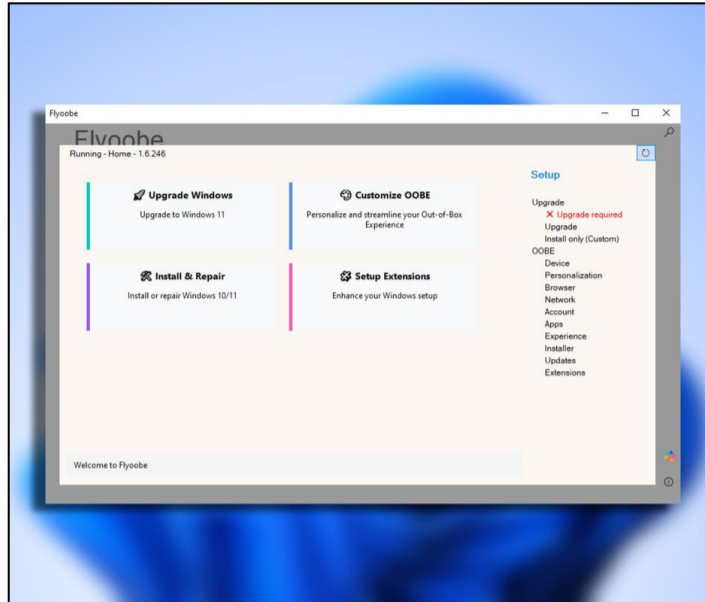 Flyoobe
Flyoobe
Running - Home - 1.6.246
Upgrade Windows
Upgrade to Windows 11
Customize OOBE
Personalize and streamline your Out-of-Box
Experience
Install & Repair
Install or repair Windows 10/11
Setup Extensions
Enhance your Windows setup
Welcome to Flyoobe
Setup
Upgrade
Upgrade required
Upgrade
Install only (Custom)
OOBE
Device
Personalization
Browser
Network
Account
Apps
Experience
Installer
Updates
Extensions